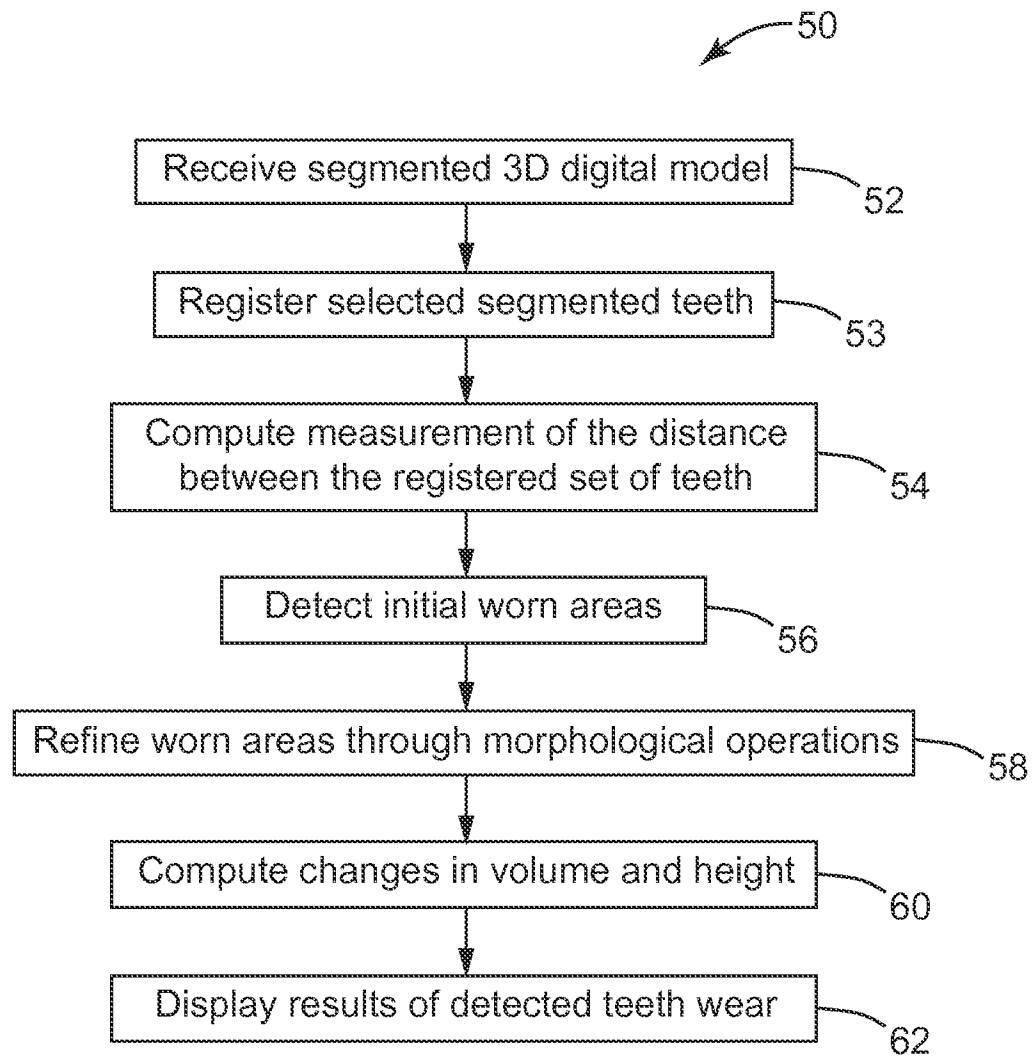 50
Receive segmented 3D digital model
52
Register selected segmented teeth
53
Compute measurement of the distance
between the registered set of teeth
54
Detect initial worn areas
56
Refine worn areas through morphological operations
58
Compute changes in volume and height
60
Display results of detected teeth wear
62